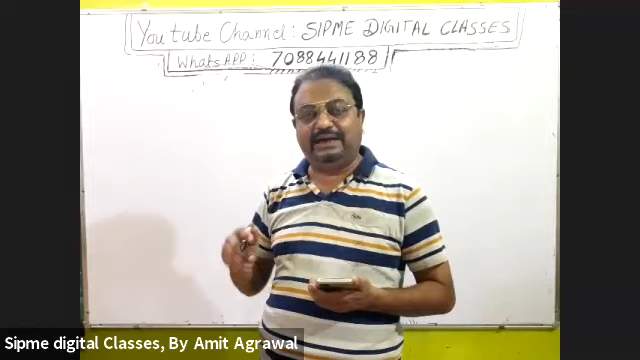 You tube Channel: SIPME DIGITAL CLASSES
WhatsAPP: 7088441188
Sipme digital Classes, By Amit Agrawal